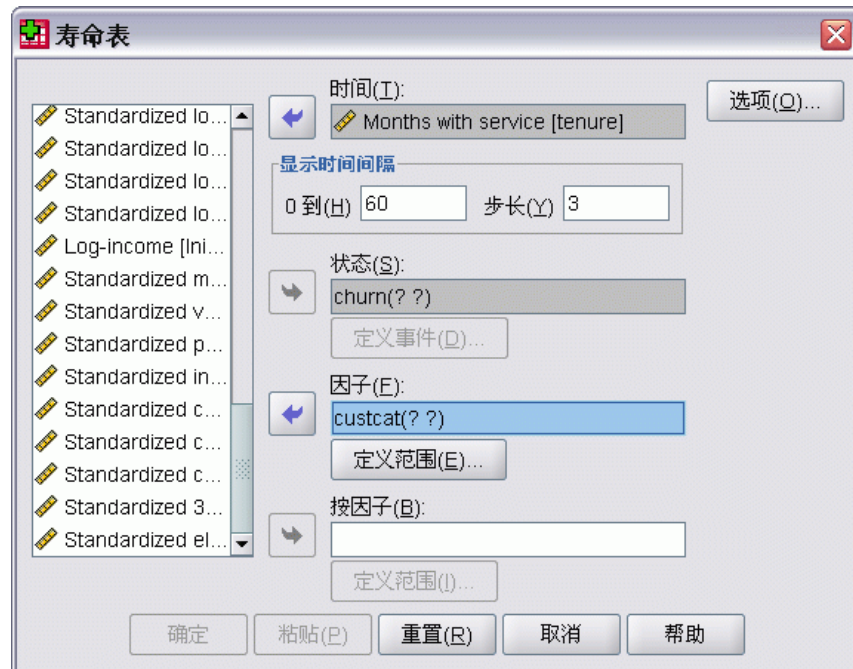 寿命表
Standardized lo...
Standardized lo...
Standardized lo...
Standardized lo...
Log-income [lni...
Standardized m...
Standardized v...
Standardized p...
Standardized in...
Standardized c...
Standardized c...
Standardized c...
Standardized 3...
Standardized el...
时间(T):
Months with service [tenure]
选项(O)...
显示时间间隔
0 到(H) 60 步长(Y) 3
状态(S):
churn(? ?)
定义事件(D)...
因子(F):
custcat(? ?)
定义范围(E)...
按因子(B):
定义范围(I)...
确定 粘贴(P) 重置(R) 取消 帮助